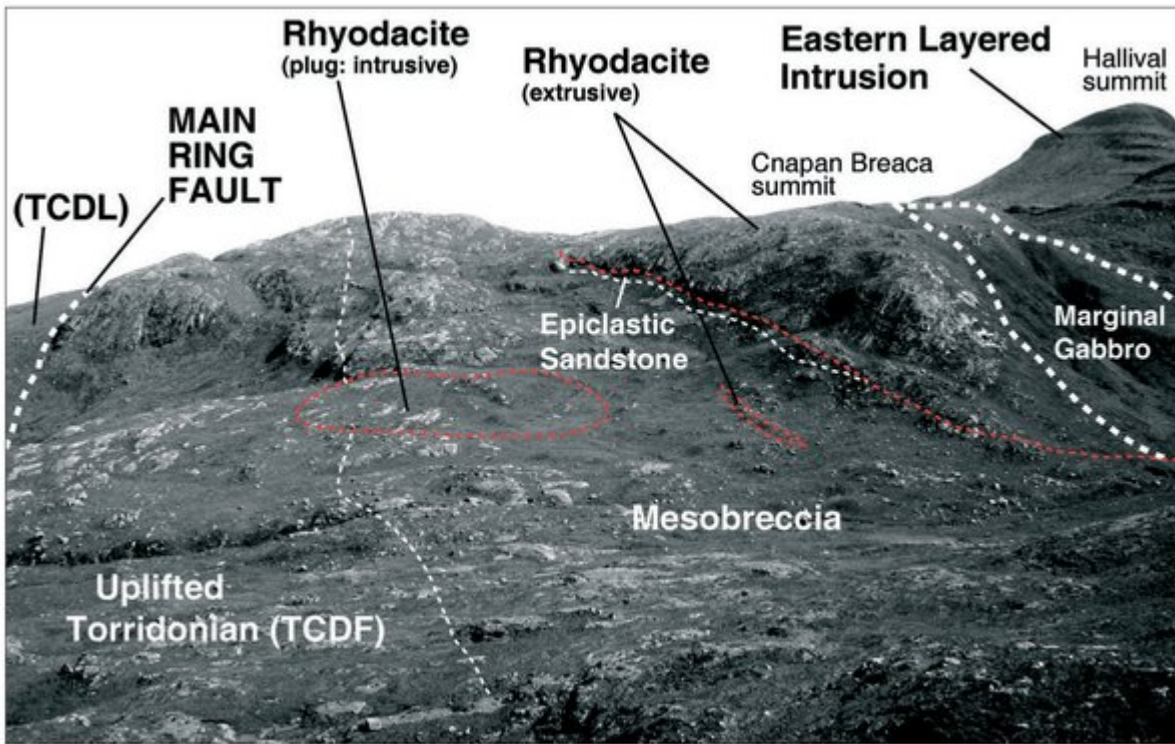 Rhyodacite
(plug: intrusive)
Rhyodacite
(extrusive)
Eastern Layered
Intrusion
Hallival
summit
MAIN
RING
FAULT
Cnapan Breaca
summit
(TCDL)
Epiclastic
Sandstone
Marginal
Gabbro
Mesobreccia
Uplifted
Torridonian (TCDF)